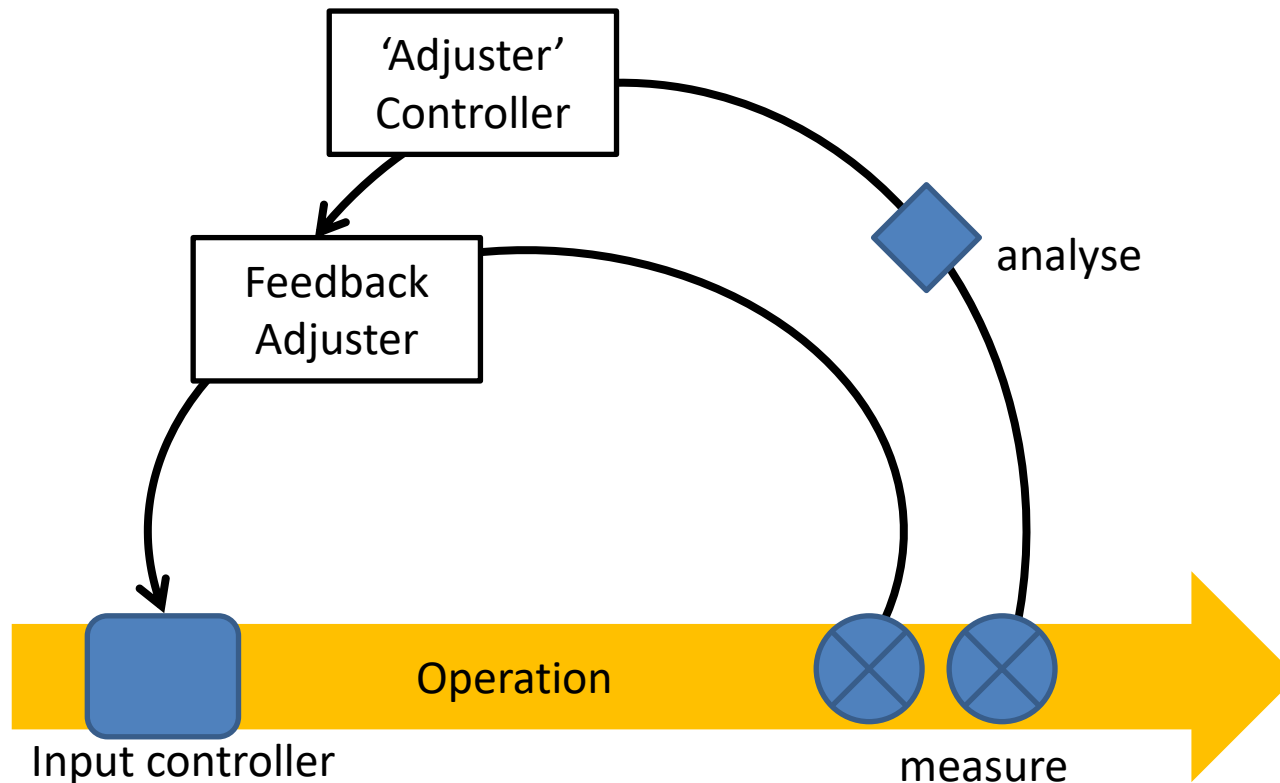 ‘Adjuster’
Controller
analyse
Feedback
Adjuster
Operation
Input controller
measure